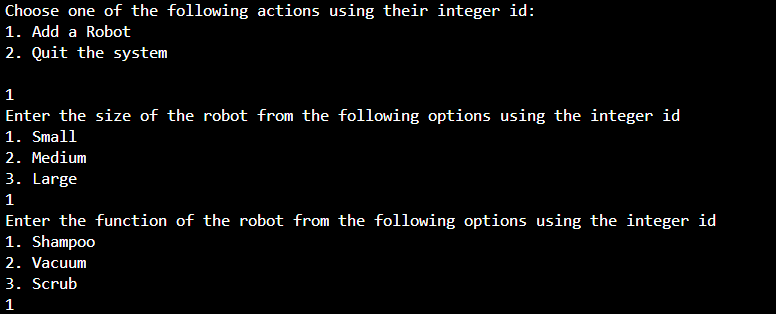 Choose one of the following actions using their integer id:
1. Add a Robot
2. Quit the system
1
Enter the size of the robot from the following options using the integer id
1. Small
2. Medium
3. Large
1
Enter the function of the robot from the following options using the integer id
1. Shampoo
2. Vacuum
3. Scrub
1